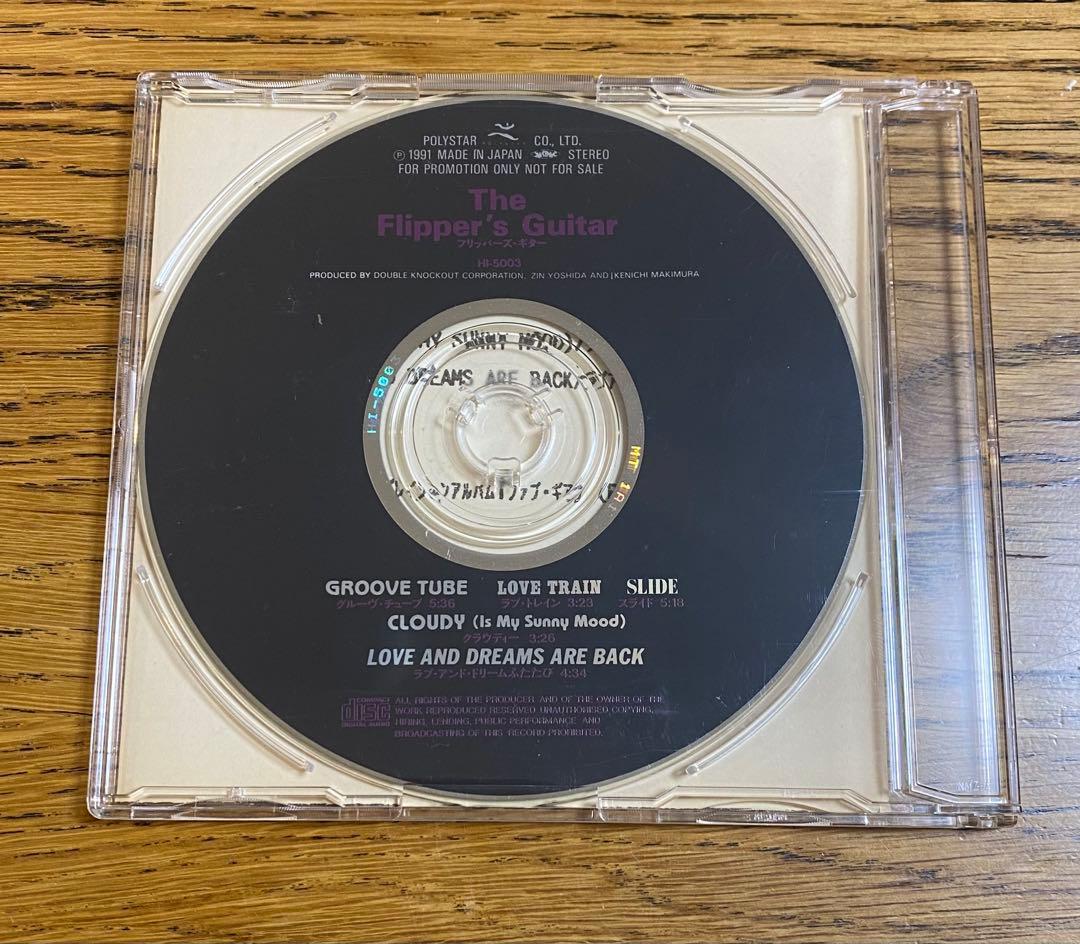 POLYSTAR CO., LTD.
Ⓟ 1991 MADE IN JAPAN STEREO
FOR PROMOTION ONLY NOT FOR SALE
The
Flipper's Guitar
フリッパーズ・ギター
HI-5003
PRODUCED BY DOUBLE KNOCKOUT CORPORATION, ZIN YOSHIDA AND KENICHI MAKIMURA
MY SUNNY MOOD)
DREAMS ARE BACK
HI-5003
MT 1A1
GROOVE TUBE LOVE TRAIN SLIDE
グルーヴ・チューブ 5:36 ラブ・トレイン 3:23 スライド 5:18
CLOUDY (Is My Sunny Mood)
クラウディー 3:26
LOVE AND DREAMS ARE BACK
ラブ・アンド・ドリームふたたび 4:34
COMPACT disc DIGITAL AUDIO
ALL RIGHTS OF THE PRODUCER AND OF THE OWNER OF THE
WORK REPRODUCED RESERVED. UNAUTHORISED COPYING,
HIRING, LENDING, PUBLIC PERFORMANCE AND
BROADCASTING OF THIS RECORD PROHIBITED.